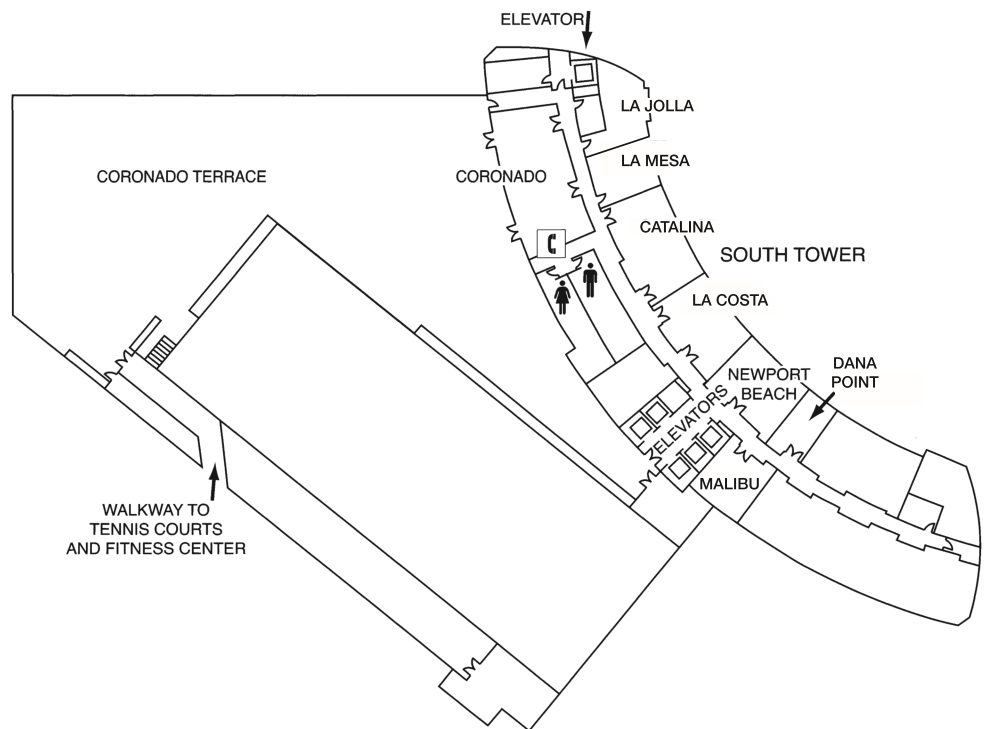 ELEVATOR
LA JOLLA
LA MESA
CORONADO TERRACE
CORONADO
CATALINA
SOUTH TOWER
LA COSTA
NEWPORT
BEACH
DANA
POINT
ELEVATORS
MALIBU
WALKWAY TO
TENNIS COURTS
AND FITNESS CENTER